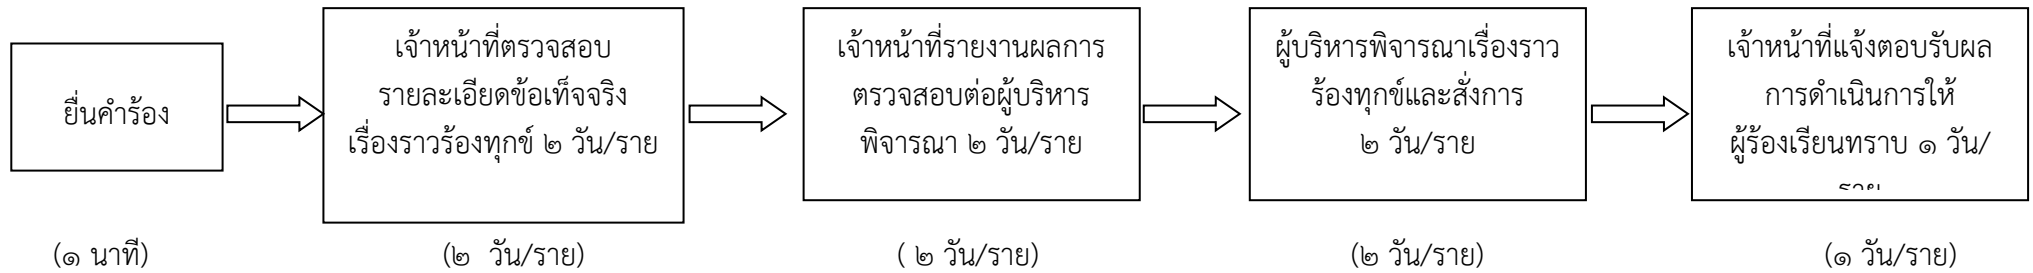 ยื่นคำร้อง
เจ้าหน้าที่ตรวจสอบ
รายละเอียดข้อเท็จจริง
เรื่องราวร้องทุกข์ ๒ วัน/ราย
เจ้าหน้าที่รายงานผลการ
ตรวจสอบต่อผู้บริหาร
พิจารณา ๒ วัน/ราย
ผู้บริหารพิจารณาเรื่องราว
ร้องทุกข์และสั่งการ
๒ วัน/ราย
เจ้าหน้าที่แจ้งตอบรับผล
การดำเนินการให้
ผู้ร้องเรียนทราบ ๑ วัน/
ราย
(๑ นาที)
(๒ วัน/ราย)
( ๒ วัน/ราย)
(๒ วัน/ราย)
(๑ วัน/ราย)